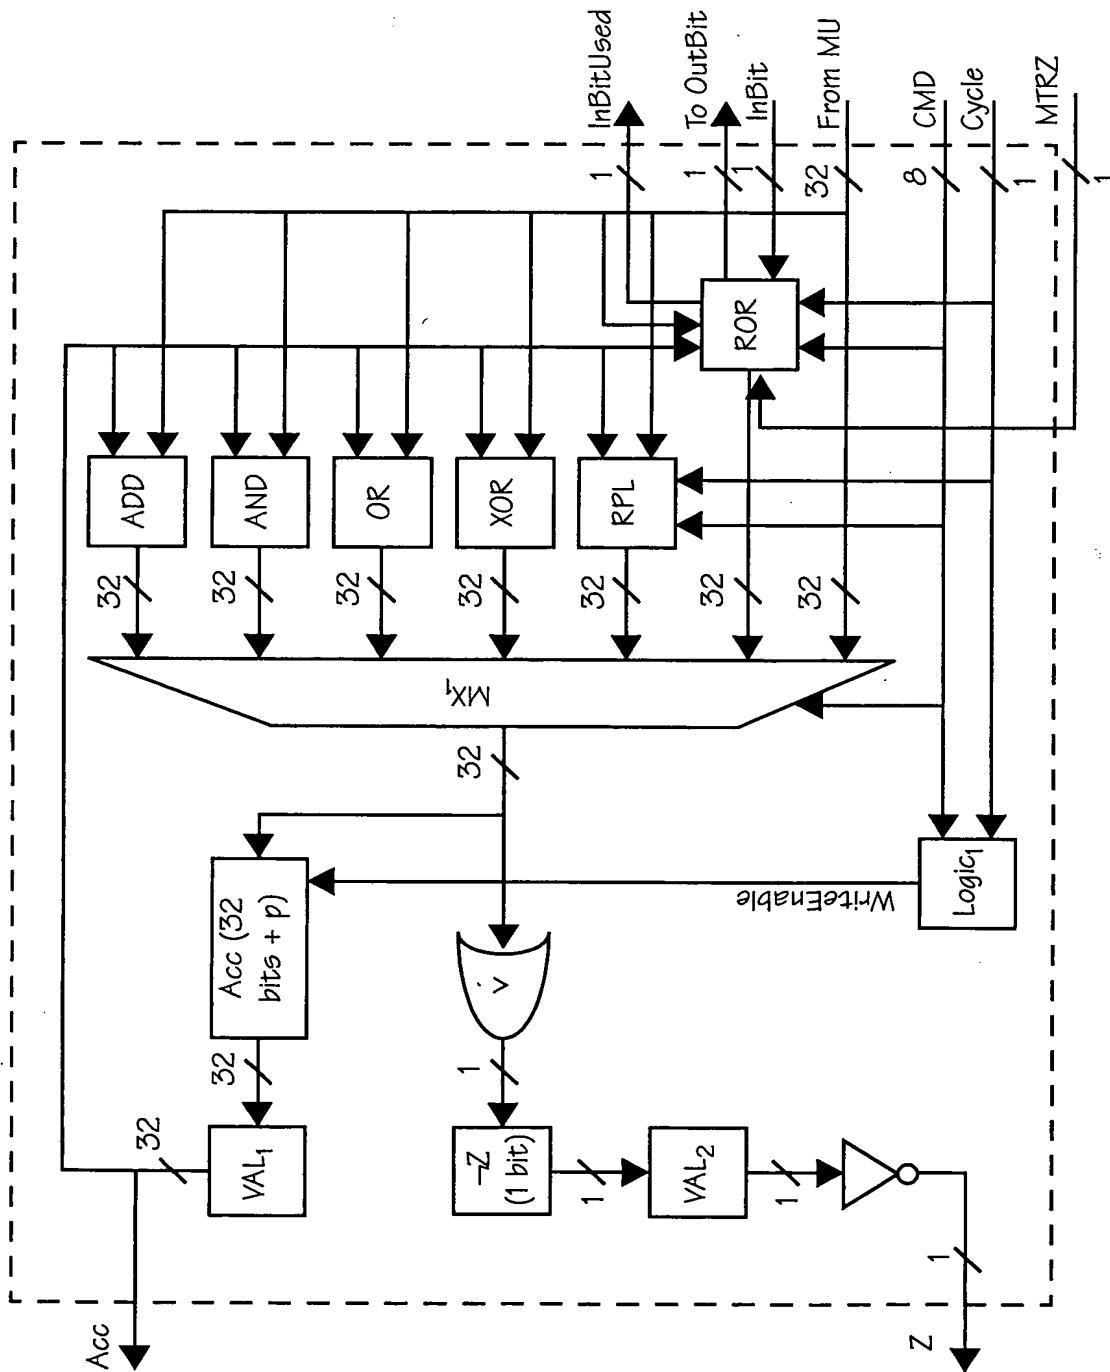 InBitUsed
To OutBit
InBit
From MU
CMD
Cycle
MTRZ
1
1
1
32
8
1
1
ADD
AND
OR
XOR
RPL
ROR
32
32
32
32
32
32
32
MX1
32
Acc (32
bits + p)
WriteEnable
Logic1
v
32
1
32
VAL1
¬Z
(1 bit)
1
VAL2
1
1
Acc
Z